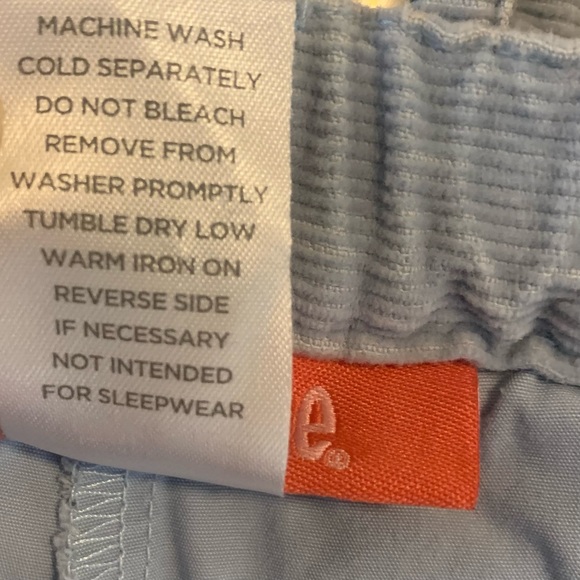 MACHINE WASH
COLD SEPARATELY
DO NOT BLEACH
REMOVE FROM
WASHER PROMPTLY
TUMBLE DRY LOW
WARM IRON ON
REVERSE SIDE
IF NECESSARY
NOT INTENDED
FOR SLEEPWEAR
e.®